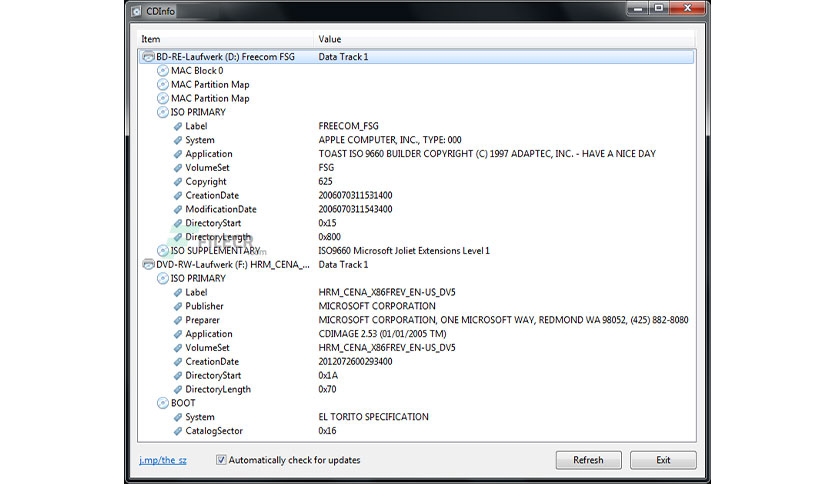 CDInfo
Item Value
BD-RE-Laufwerk (D:) Freecom FSG Data Track 1
MAC Block 0
MAC Partition Map
MAC Partition Map
ISO PRIMARY
Label FREECOM_FSG
System APPLE COMPUTER, INC., TYPE: 000
Application TOAST ISO 9660 BUILDER COPYRIGHT (C) 1997 ADAPTEC, INC. - HAVE A NICE DAY
VolumeSet FSG
Copyright 625
CreationDate 2006070311531400
ModificationDate 2006070311543400
DirectoryStart 0x15
DirectoryLength 0x800
FILECR
.com
ISO SUPPLEMENTARY ISO9660 Microsoft Joliet Extensions Level 1
DVD-RW-Laufwerk (F:) HRM_CENA_... Data Track 1
ISO PRIMARY
Label HRM_CENA_X86FREV_EN-US_DV5
Publisher MICROSOFT CORPORATION
Preparer MICROSOFT CORPORATION, ONE MICROSOFT WAY, REDMOND WA 98052, (425) 882-8080
Application CDIMAGE 2.53 (01/01/2005 TM)
VolumeSet HRM_CENA_X86FREV_EN-US_DV5
CreationDate 2012072600293400
DirectoryStart 0x1A
DirectoryLength 0x70
BOOT
System EL TORITO SPECIFICATION
CatalogSector 0x16
j.mp/the_sz Automatically check for updates Refresh Exit